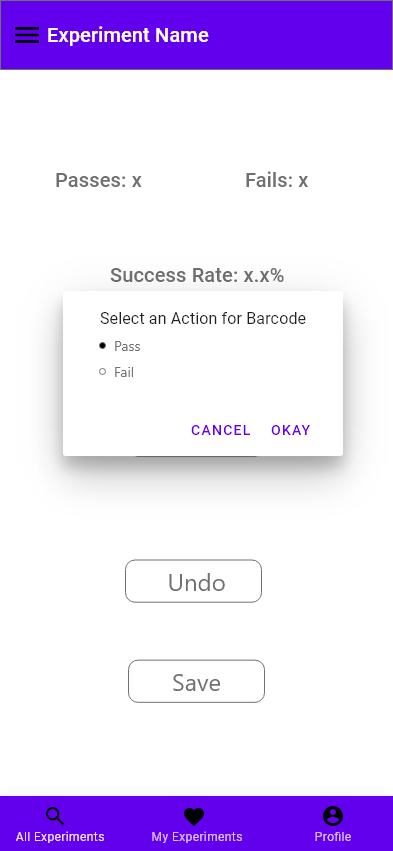 Experiment Name
Passes: x Fails: x
Success Rate: x.x%
Select an Action for Barcode
Pass
Fail
CANCEL OKAY
Undo
Save
All Experiments My Experiments Profile